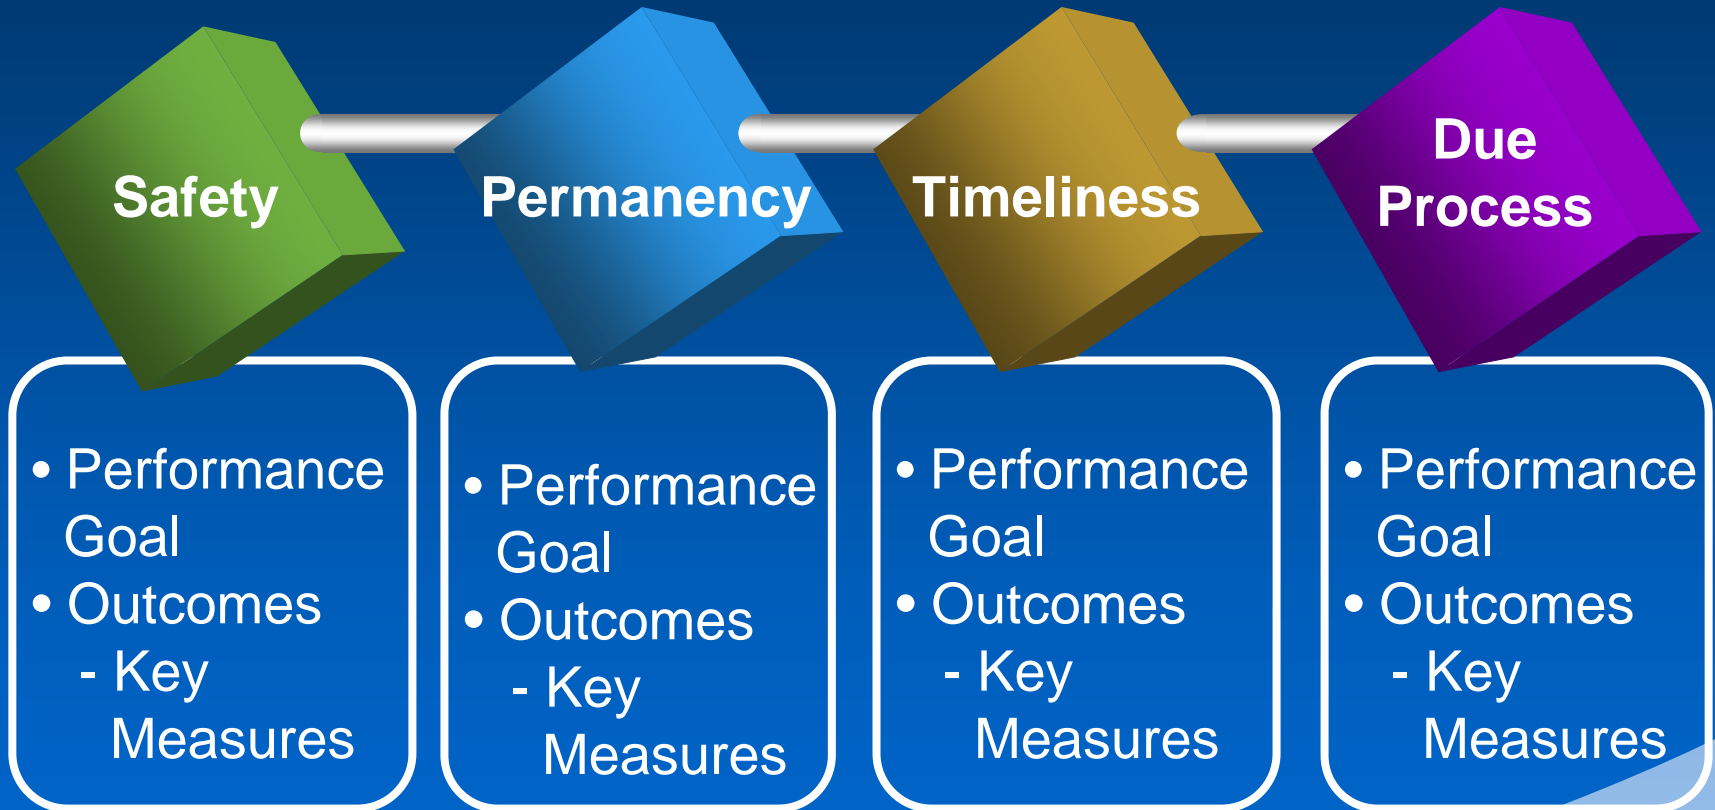 Safety
• Performance
Goal
• Outcomes
- Key
Measures
Permanency
• Performance
Goal
• Outcomes
- Key
Measures
Timeliness
• Performance
Goal
• Outcomes
- Key
Measures
Due
Process
• Performance
Goal
• Outcomes
- Key
Measures